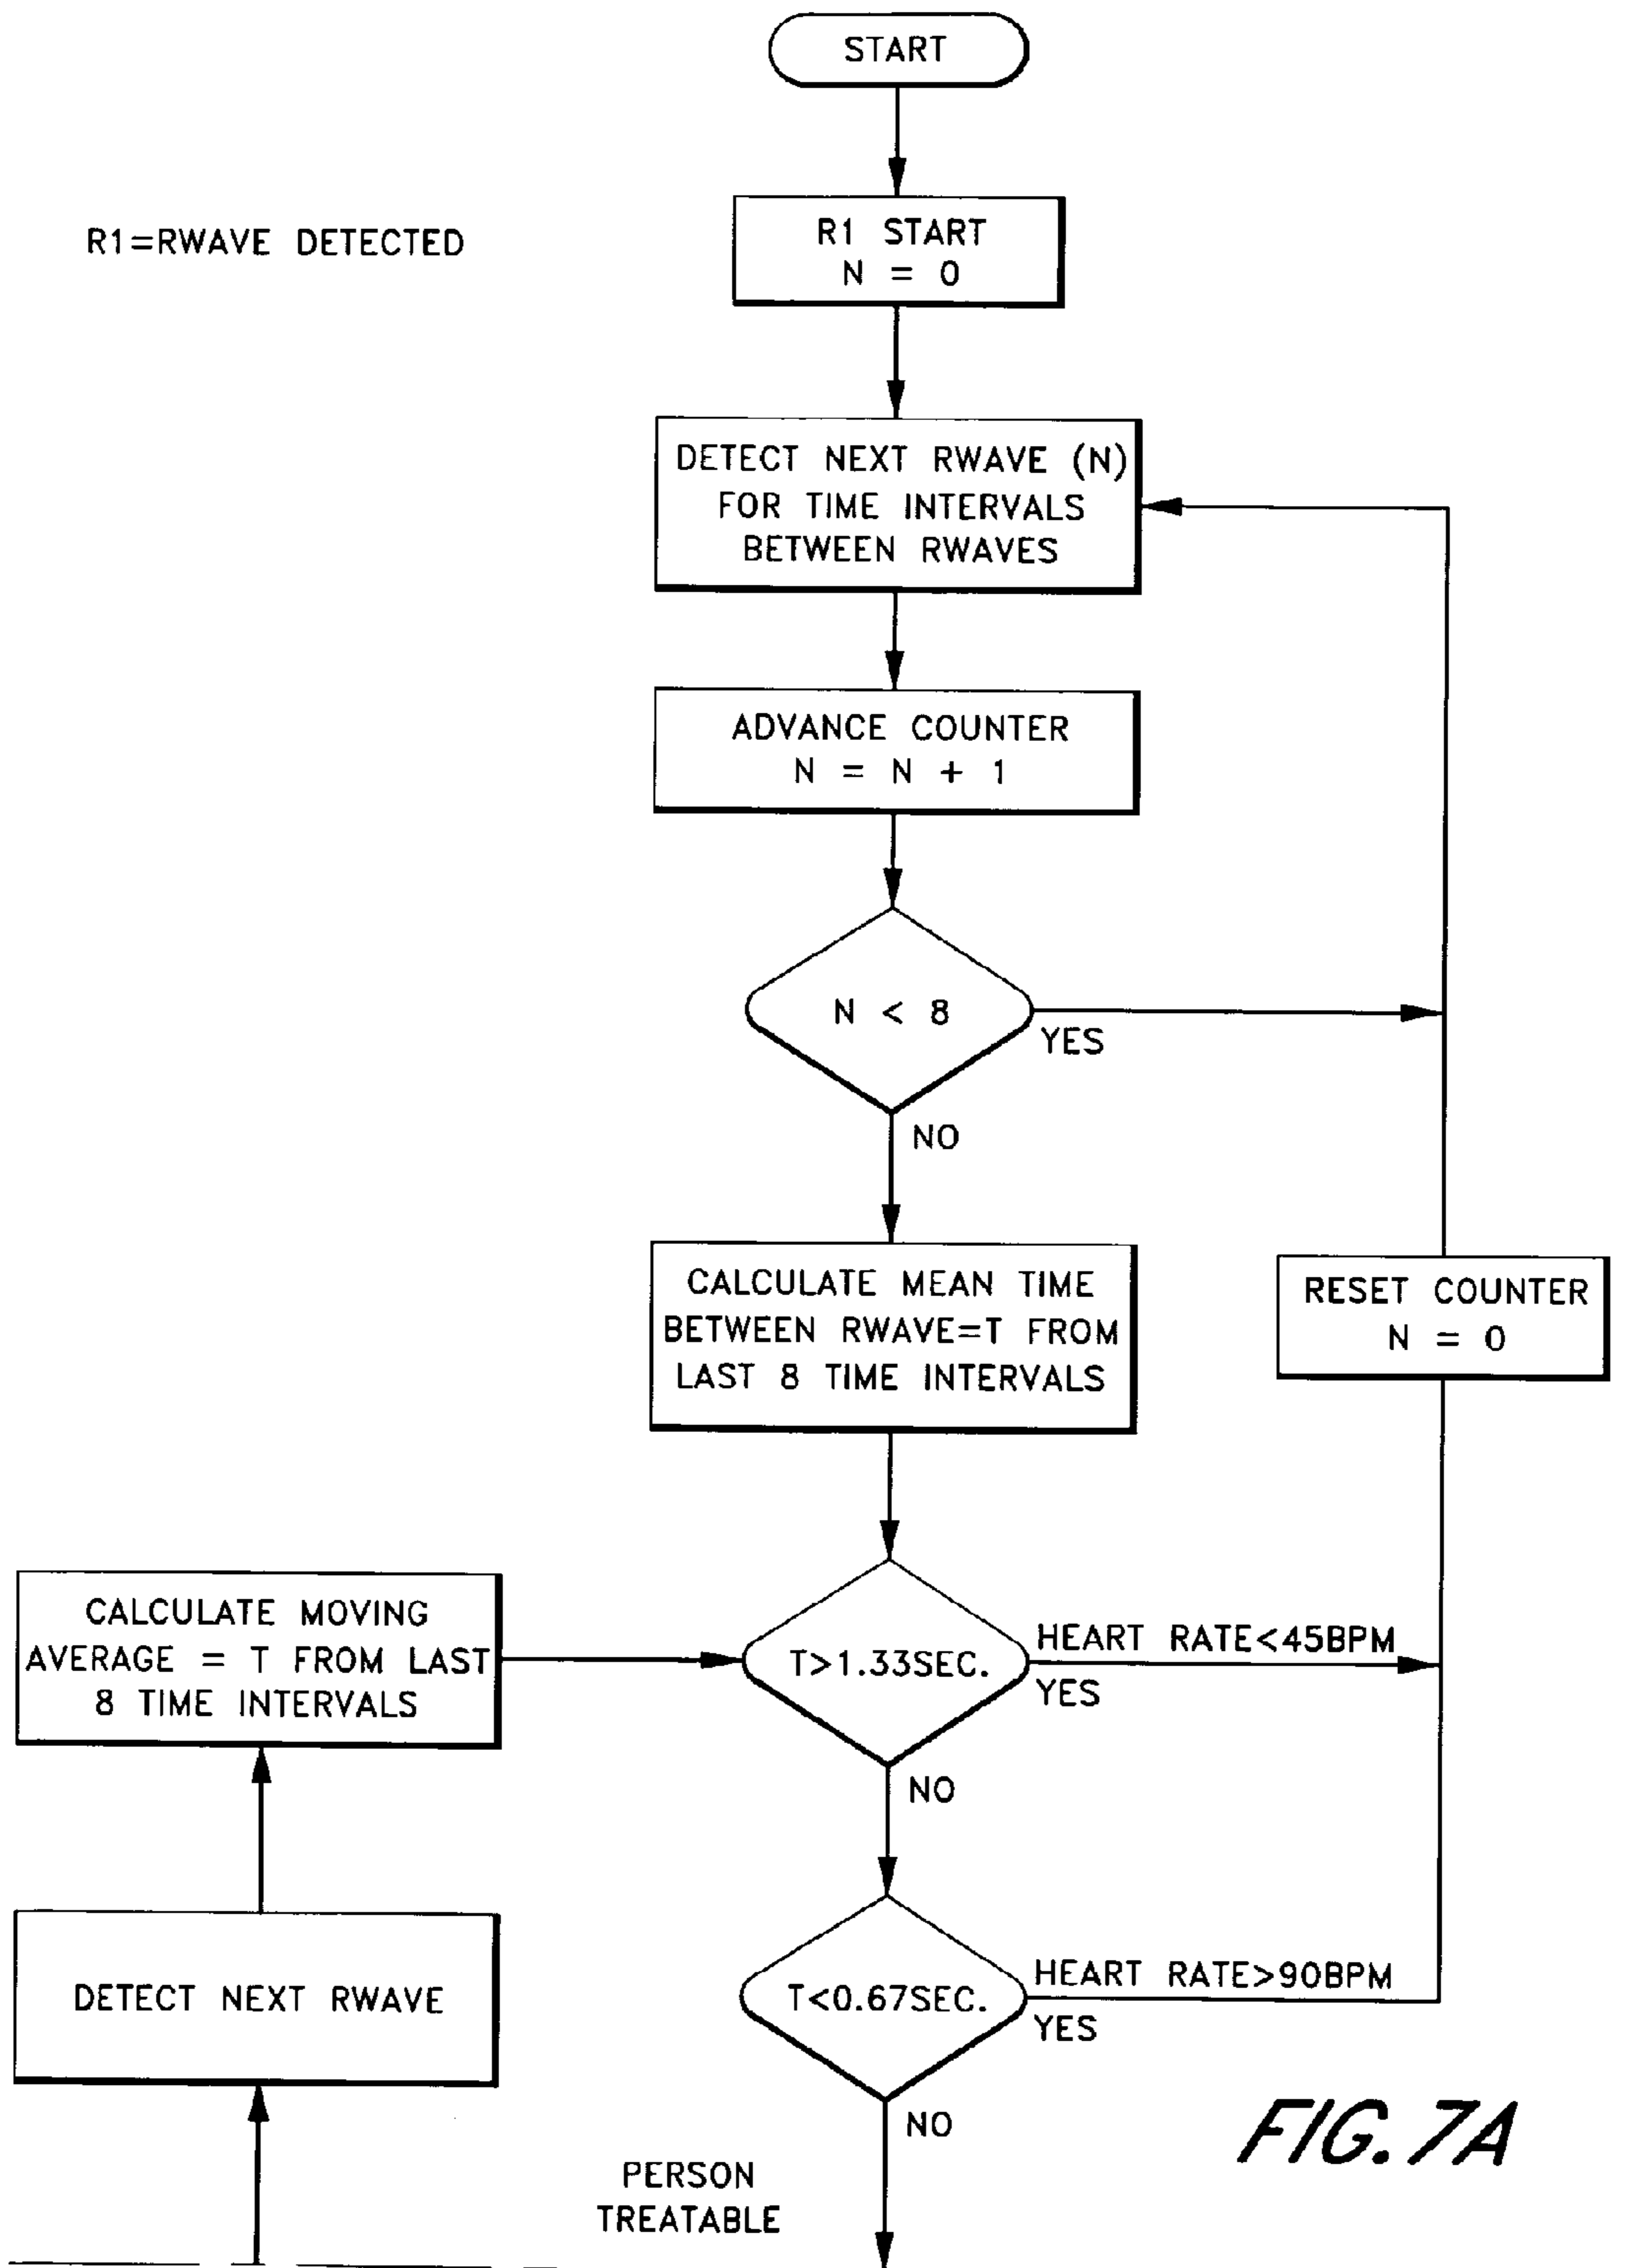 START
R1=RWAVE DETECTED
R1 START
N = 0
DETECT NEXT RWAVE (N)
FOR TIME INTERVALS
BETWEEN RWAVES
ADVANCE COUNTER
N = N + 1
N < 8
YES
NO
CALCULATE MEAN TIME
BETWEEN RWAVE=T FROM
LAST 8 TIME INTERVALS
RESET COUNTER
N = 0
CALCULATE MOVING
AVERAGE = T FROM LAST
8 TIME INTERVALS
T>1.33SEC.
HEART RATE<45BPM
YES
NO
DETECT NEXT RWAVE
T<0.67SEC.
HEART RATE>90BPM
YES
NO
PERSON
TREATABLE
FIG. 7A